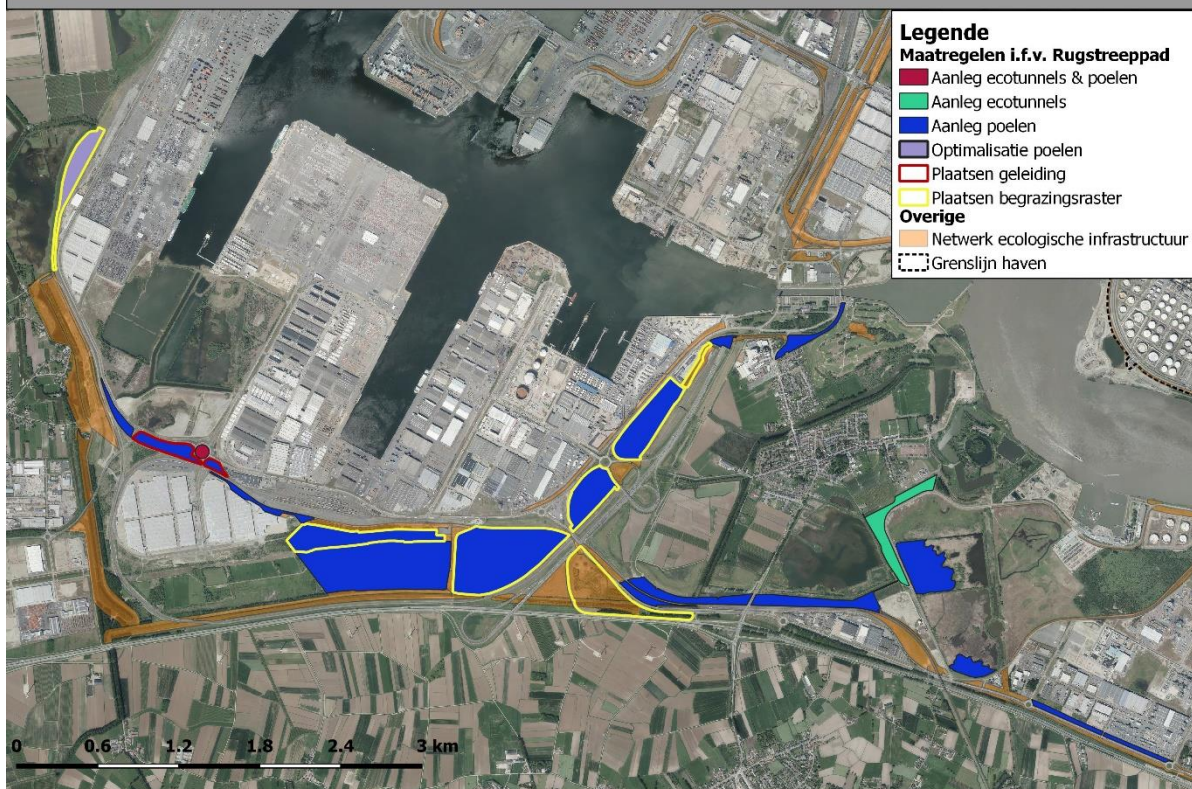 Legende
Maatregelen i.f.v. Rugstreeppad
Aanleg ecotunnels & poelen
Aanleg ecotunnels
Aanleg poelen
Optimalisatie poelen
Plaatsen geleiding
Plaatsen begrazingsraster
Overige
Netwerk ecologische infrastructuur
Grenslijn haven
0 0.6 1.2 1.8 2.4 3 km